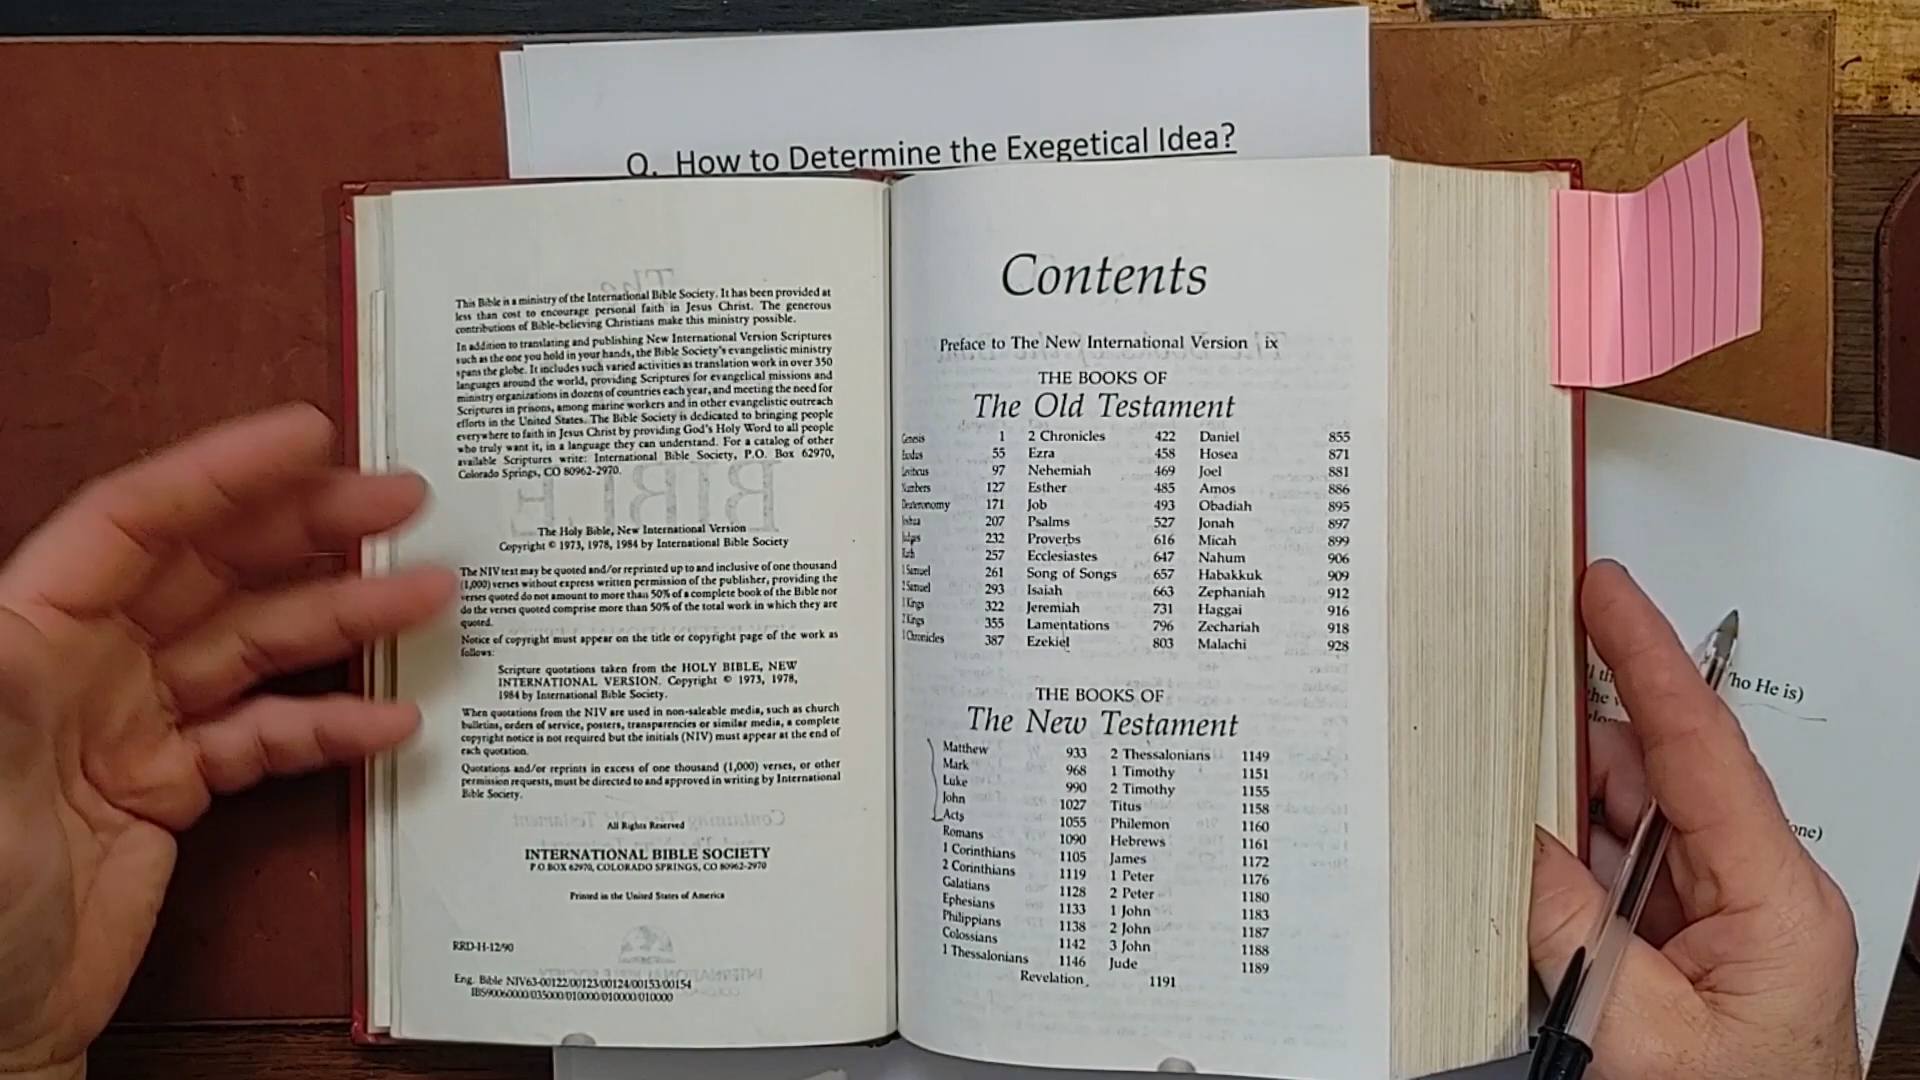 Q. How to Determine the Exegetical Idea?
This Bible is a ministry of the International Bible Society. It has been provided at
less than cost to encourage personal faith in Jesus Christ. The generous
contributions of Bible-believing Christians make this ministry possible.
In addition to translating and publishing New International Version Scriptures
such as the one you hold in your hands, the Bible Society's evangelistic ministry
spans the globe. It includes such varied activities as translation work in over 350
languages around the world, providing Scriptures for evangelical missions and
ministry organizations in dozens of countries each year, and meeting the need for
Scriptures in prisons, among marine workers and in other evangelistic outreach
efforts in the United States. The Bible Society is dedicated to bringing people
everywhere to faith in Jesus Christ by providing God's Holy Word to all people
who truly want it, in a language they can understand. For a catalog of other
available Scriptures write: International Bible Society, P.O. Box 62970,
Colorado Springs, CO 80962-2970.
The Holy Bible, New International Version
Copyright © 1973, 1978, 1984 by International Bible Society
The NIV text may be quoted and/or reprinted up to and inclusive of one thousand
(1,000) verses without express written permission of the publisher, providing the
verses quoted do not amount to more than 50% of a complete book of the Bible nor
do the verses quoted comprise more than 50% of the total work in which they are
quoted.
Notice of copyright must appear on the title or copyright page of the work as
follows:
Scripture quotations taken from the HOLY BIBLE, NEW
INTERNATIONAL VERSION. Copyright © 1973, 1978,
1984 by International Bible Society.
When quotations from the NIV are used in non-saleable media, such as church
bulletins, orders of service, posters, transparencies or similar media, a complete
copyright notice is not required but the initials (NIV) must appear at the end of
each quotation.
Quotations and/or reprints in excess of one thousand (1,000) verses, or other
permission requests, must be directed to and approved in writing by International
Bible Society.
All Rights Reserved
INTERNATIONAL BIBLE SOCIETY
P O BOX 62970, COLORADO SPRINGS, CO 80962-2970
Printed in the United States of America
RRD-H-12/90
Eng. Bible NIV63-00122/00123/00124/00153/00154
IBS90060000/035000/010000/010000/010000
Contents
Preface to The New International Version ix
THE BOOKS OF
The Old Testament
Genesis 1 2 Chronicles 422 Daniel 855
Exodus 55 Ezra 458 Hosea 871
Leviticus 97 Nehemiah 469 Joel 881
Numbers 127 Esther 485 Amos 886
Deuteronomy 171 Job 493 Obadiah 895
Joshua 207 Psalms 527 Jonah 897
Judges 232 Proverbs 616 Micah 899
Ruth 257 Ecclesiastes 647 Nahum 906
1 Samuel 261 Song of Songs 657 Habakkuk 909
2 Samuel 293 Isaiah 663 Zephaniah 912
1 Kings 322 Jeremiah 731 Haggai 916
2 Kings 355 Lamentations 796 Zechariah 918
1 Chronicles 387 Ezekiel 803 Malachi 928
THE BOOKS OF
The New Testament
Matthew 933 2 Thessalonians 1149
Mark 968 1 Timothy 1151
Luke 990 2 Timothy 1155
John 1027 Titus 1158
Acts 1055 Philemon 1160
Romans 1090 Hebrews 1161
1 Corinthians 1105 James 1172
2 Corinthians 1119 1 Peter 1176
Galatians 1128 2 Peter 1180
Ephesians 1133 1 John 1183
Philippians 1138 2 John 1187
Colossians 1142 3 John 1188
1 Thessalonians 1146 Jude 1189
Revelation 1191
He is)